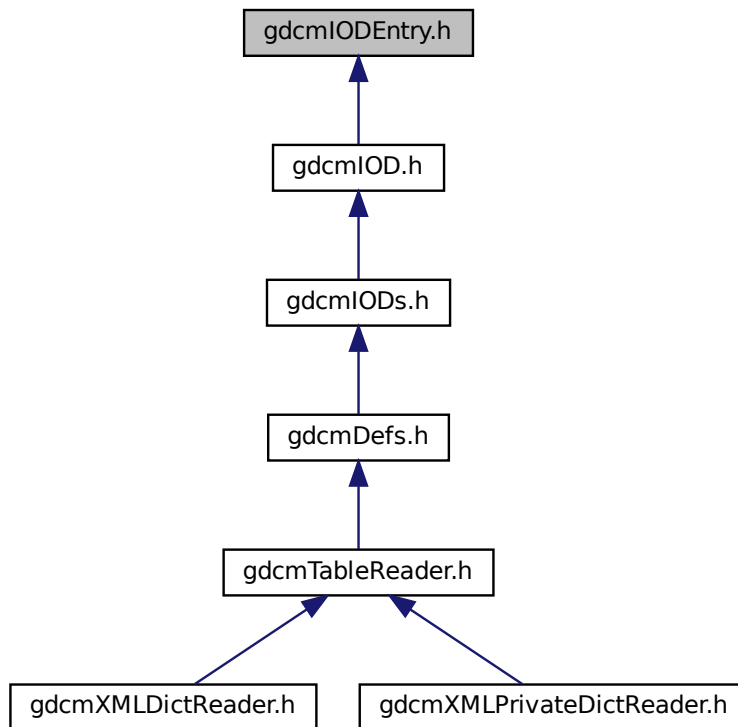 gdcmIODEntry.h
gdcmIOD.h
gdcmIODs.h
gdcmDefs.h
gdcmTableReader.h
gdcmXMLDictReader.h
gdcmXMLPrivateDictReader.h